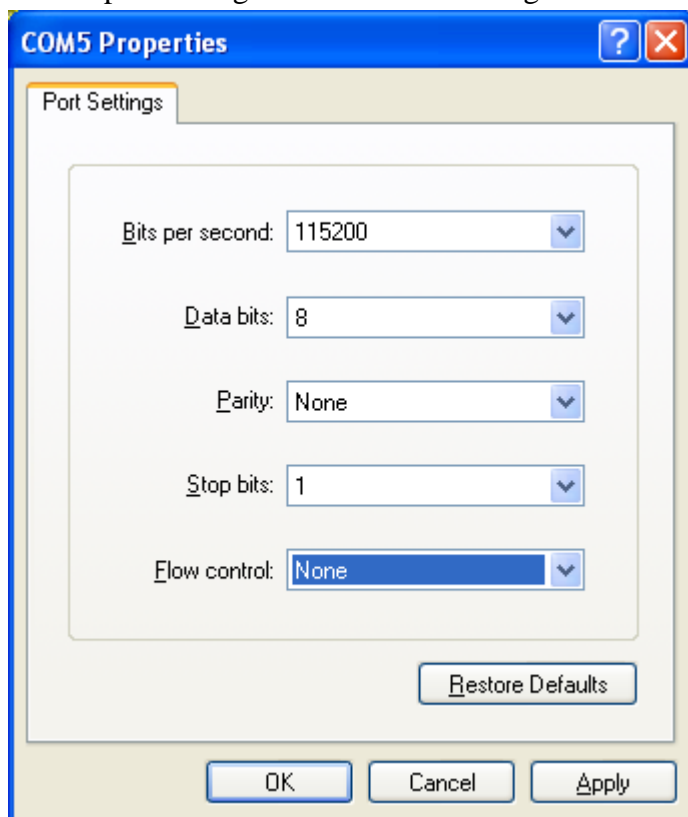 COM5 Properties
Port Settings
Bits per second: 115200
Data bits: 8
Parity: None
Stop bits: 1
Flow control: None
Restore Defaults
OK Cancel Apply